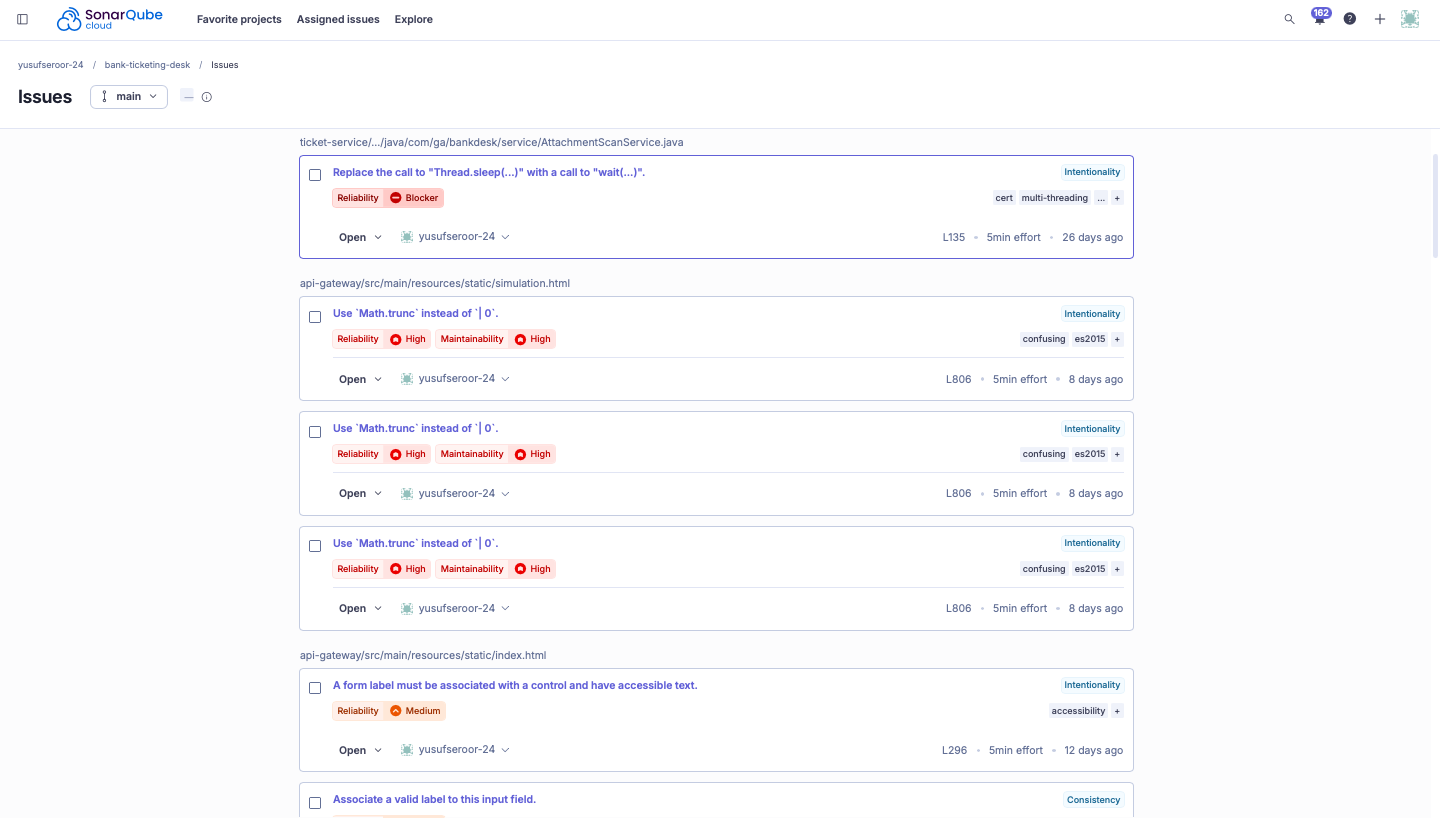 SonarQube cloud
Favorite projects
Assigned issues
Explore
162
yusufseroor-24 / bank-ticketing-desk / Issues
Issues
main
—
ticket-service/.../java/com/ga/bankdesk/service/AttachmentScanService.java
Replace the call to "Thread.sleep(...)" with a call to "wait(...)".
Intentionality
Reliability Blocker
cert multi-threading ... +
Open yusufseroor-24
L135 • 5min effort • 26 days ago
api-gateway/src/main/resources/static/simulation.html
Use `Math.trunc` instead of `| 0`.
Intentionality
Reliability High Maintainability High
confusing es2015 +
Open yusufseroor-24
L806 • 5min effort • 8 days ago
Use `Math.trunc` instead of `| 0`.
Intentionality
Reliability High Maintainability High
confusing es2015 +
Open yusufseroor-24
L806 • 5min effort • 8 days ago
Use `Math.trunc` instead of `| 0`.
Intentionality
Reliability High Maintainability High
confusing es2015 +
Open yusufseroor-24
L806 • 5min effort • 8 days ago
api-gateway/src/main/resources/static/index.html
A form label must be associated with a control and have accessible text.
Intentionality
Reliability Medium
accessibility +
Open yusufseroor-24
L296 • 5min effort • 12 days ago
Associate a valid label to this input field.
Consistency